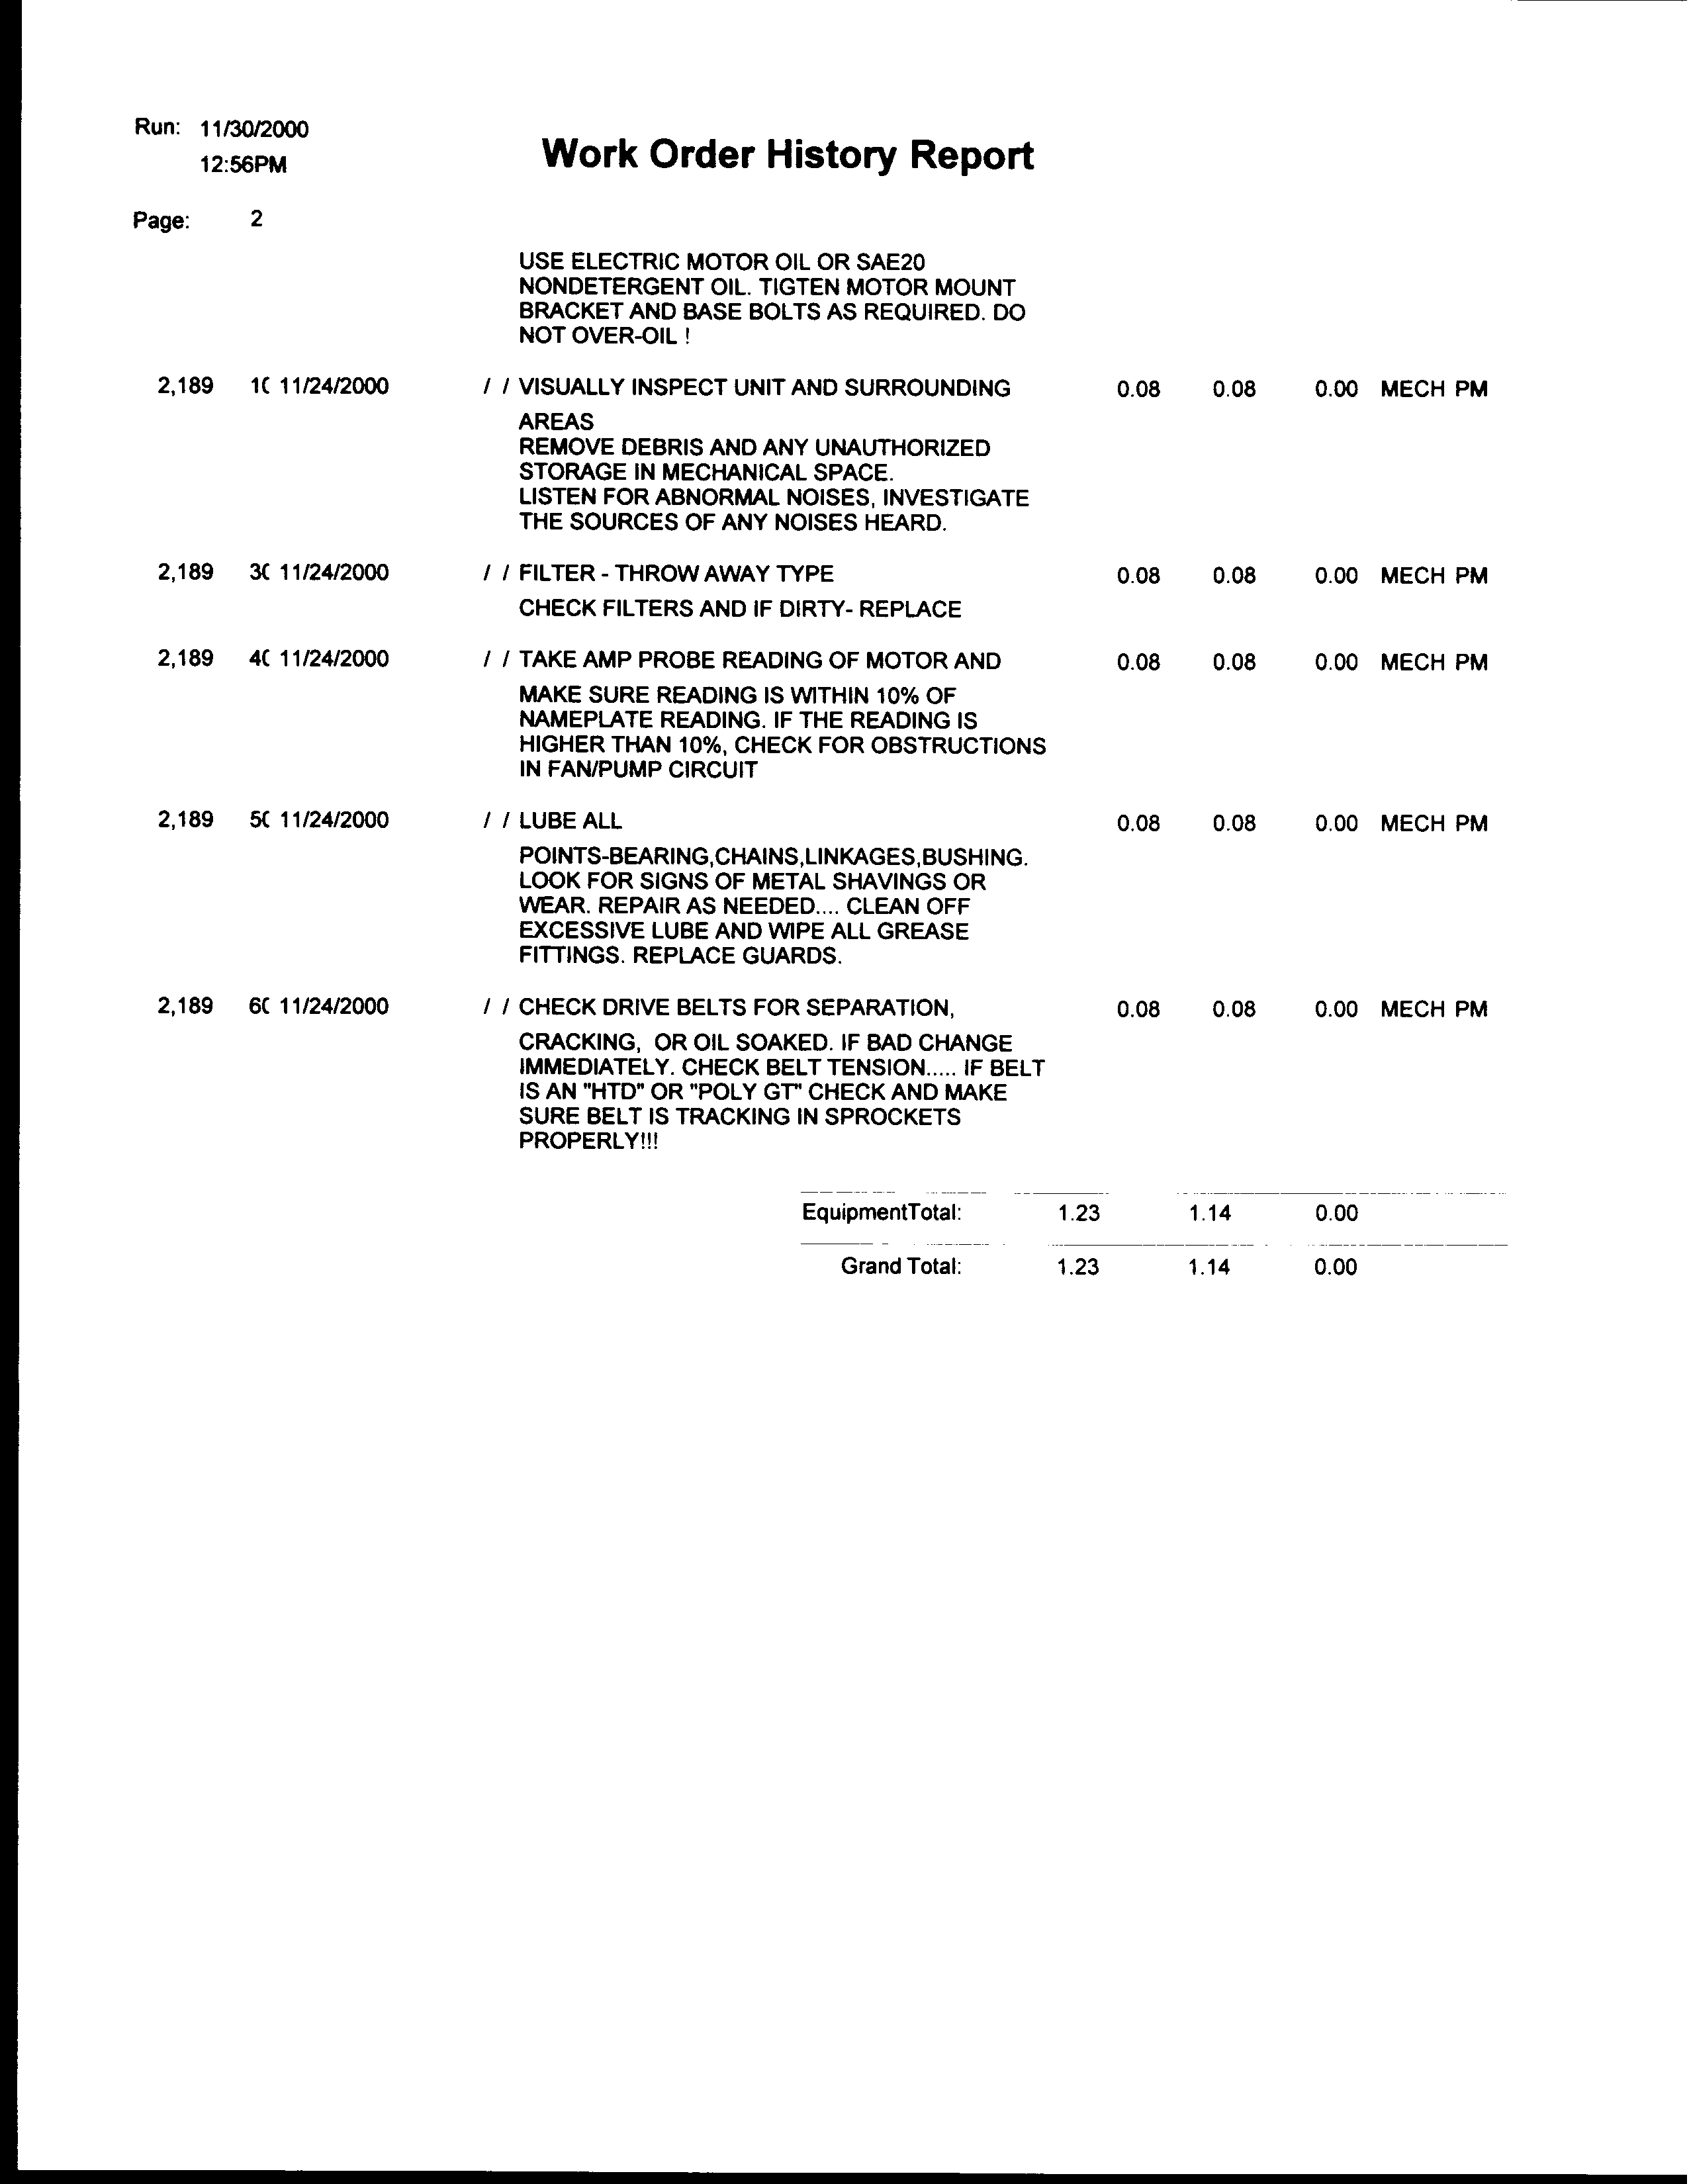 Run: 11/30/2000
12:56PM
Work Order History Report
Page: 2
USE ELECTRIC MOTOR OIL OR SAE20
NONDETERGENT OIL. TIGTEN MOTOR MOUNT
BRACKET AND BASE BOLTS AS REQUIRED. DO
NOT OVER-OIL !
2,189 1( 11/24/2000 / / VISUALLY INSPECT UNIT AND SURROUNDING 0.08 0.08 0.00 MECH PM
AREAS
REMOVE DEBRIS AND ANY UNAUTHORIZED
STORAGE IN MECHANICAL SPACE.
LISTEN FOR ABNORMAL NOISES, INVESTIGATE
THE SOURCES OF ANY NOISES HEARD.
2,189 3( 11/24/2000 / / FILTER - THROW AWAY TYPE 0.08 0.08 0.00 MECH PM
CHECK FILTERS AND IF DIRTY- REPLACE
2,189 4( 11/24/2000 / / TAKE AMP PROBE READING OF MOTOR AND 0.08 0.08 0.00 MECH PM
MAKE SURE READING IS WITHIN 10% OF
NAMEPLATE READING. IF THE READING IS
HIGHER THAN 10%, CHECK FOR OBSTRUCTIONS
IN FAN/PUMP CIRCUIT
2,189 5( 11/24/2000 / / LUBE ALL 0.08 0.08 0.00 MECH PM
POINTS-BEARING,CHAINS,LINKAGES,BUSHING.
LOOK FOR SIGNS OF METAL SHAVINGS OR
WEAR. REPAIR AS NEEDED.... CLEAN OFF
EXCESSIVE LUBE AND WIPE ALL GREASE
FITTINGS. REPLACE GUARDS.
2,189 6( 11/24/2000 / / CHECK DRIVE BELTS FOR SEPARATION, 0.08 0.08 0.00 MECH PM
CRACKING, OR OIL SOAKED. IF BAD CHANGE
IMMEDIATELY. CHECK BELT TENSION..... IF BELT
IS AN "HTD" OR "POLY GT" CHECK AND MAKE
SURE BELT IS TRACKING IN SPROCKETS
PROPERLY!!!
EquipmentTotal: 1.23 1.14 0.00
Grand Total: 1.23 1.14 0.00